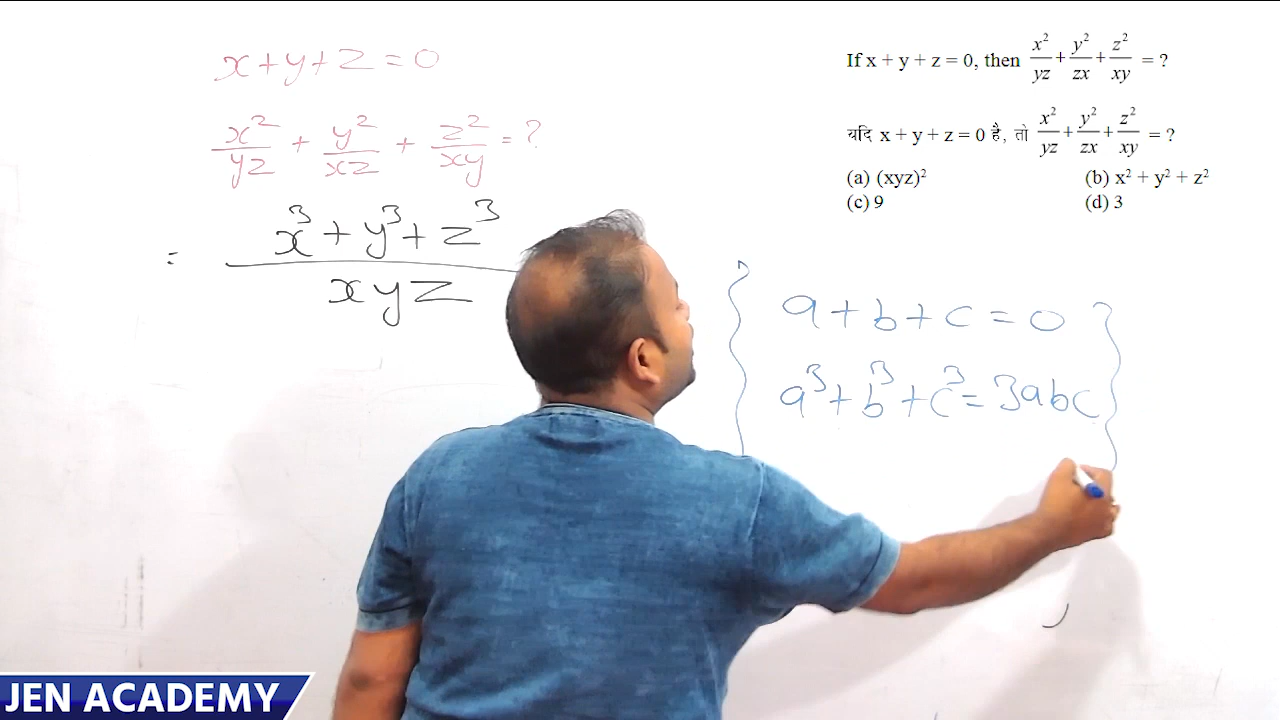 x+y+z=0
x²/yz + y²/xz + z²/xy = ?
= x³+y³+z³/xyz
If x + y + z = 0, then x²/yz + y²/zx + z²/xy = ?
यदि x + y + z = 0 है, तो x²/yz + y²/zx + z²/xy = ?
(a) (xyz)² (b) x² + y² + z²
(c) 9 (d) 3
a+b+c=0
a³+b³+c³=3abc
JEN ACADEMY